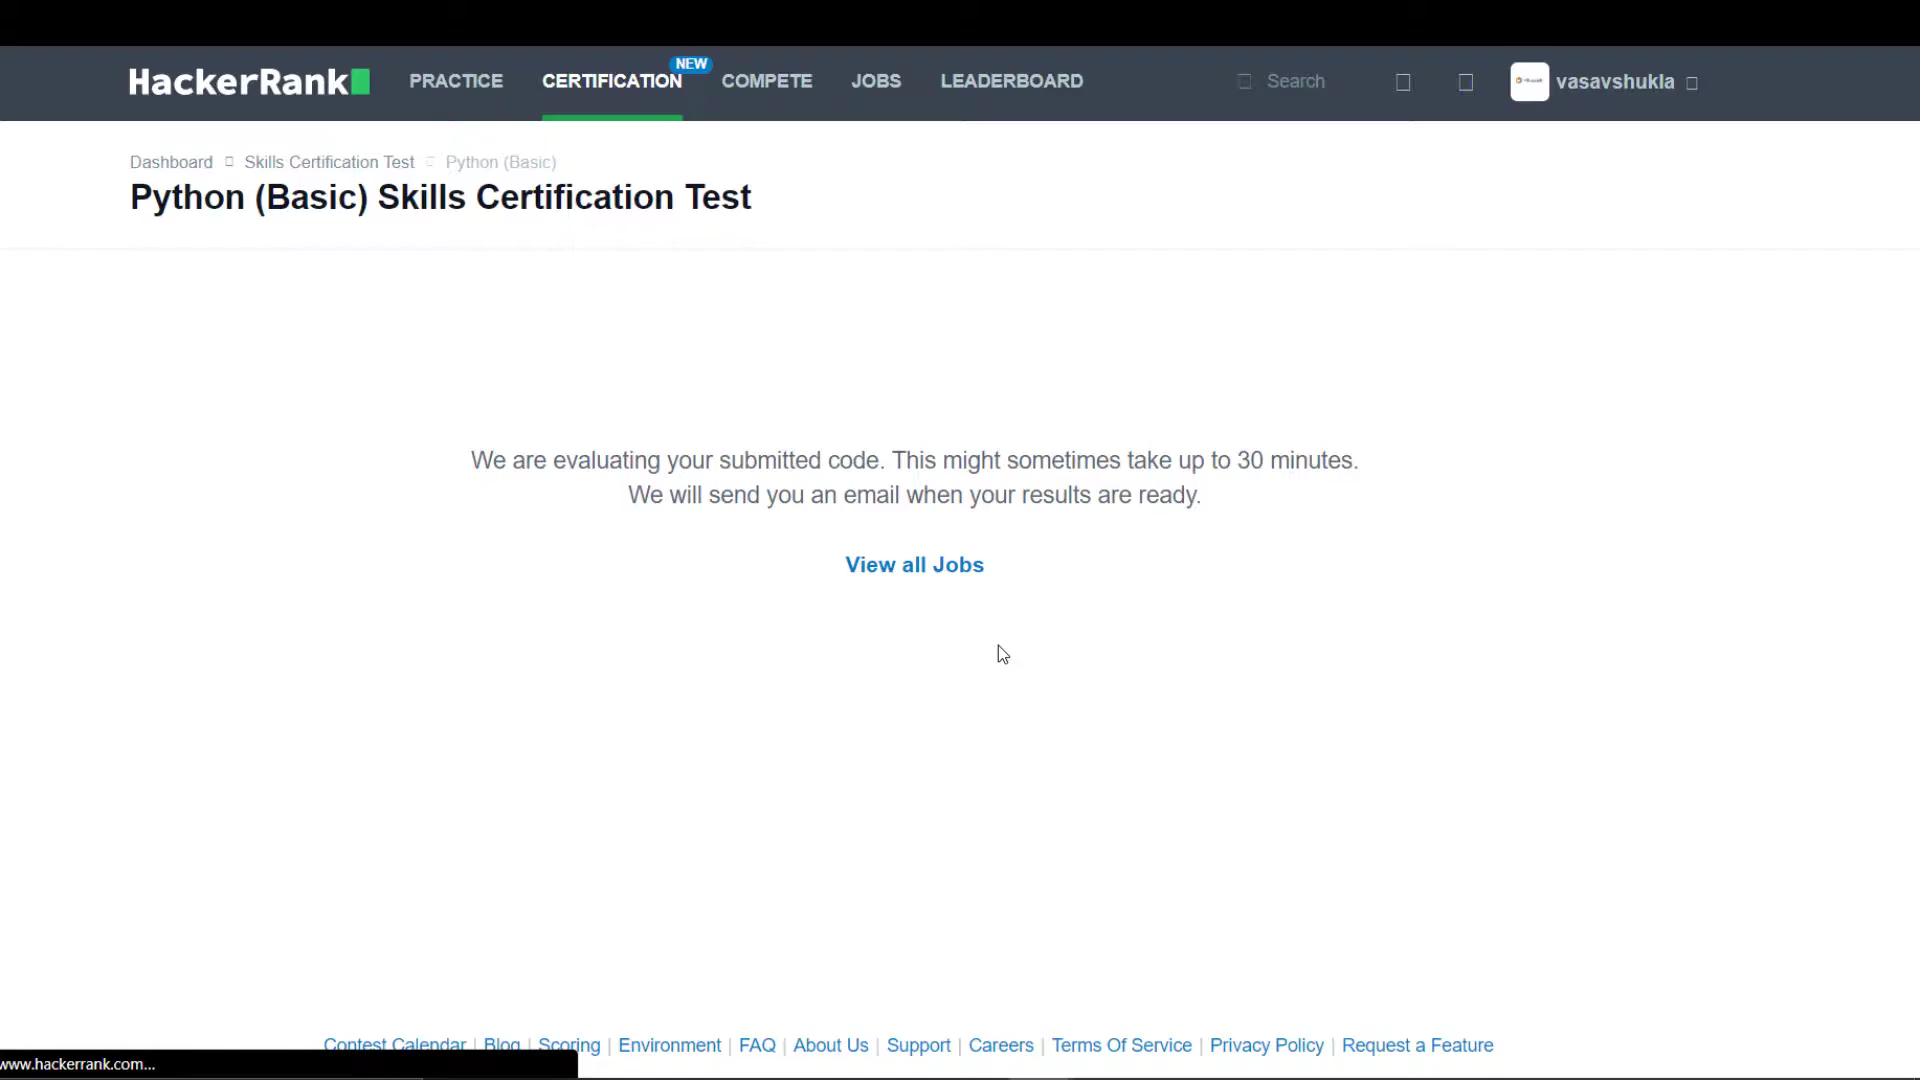 HackerRank
PRACTICE CERTIFICATION NEW COMPETE JOBS LEADERBOARD Search vasavshukla
Dashboard Skills Certification Test Python (Basic)
Python (Basic) Skills Certification Test
We are evaluating your submitted code. This might sometimes take up to 30 minutes.
We will send you an email when your results are ready.
View all Jobs
Contest Calendar | Blog | Scoring | Environment | FAQ | About Us | Support | Careers | Terms Of Service | Privacy Policy | Request a Feature
www.hackerrank.com...